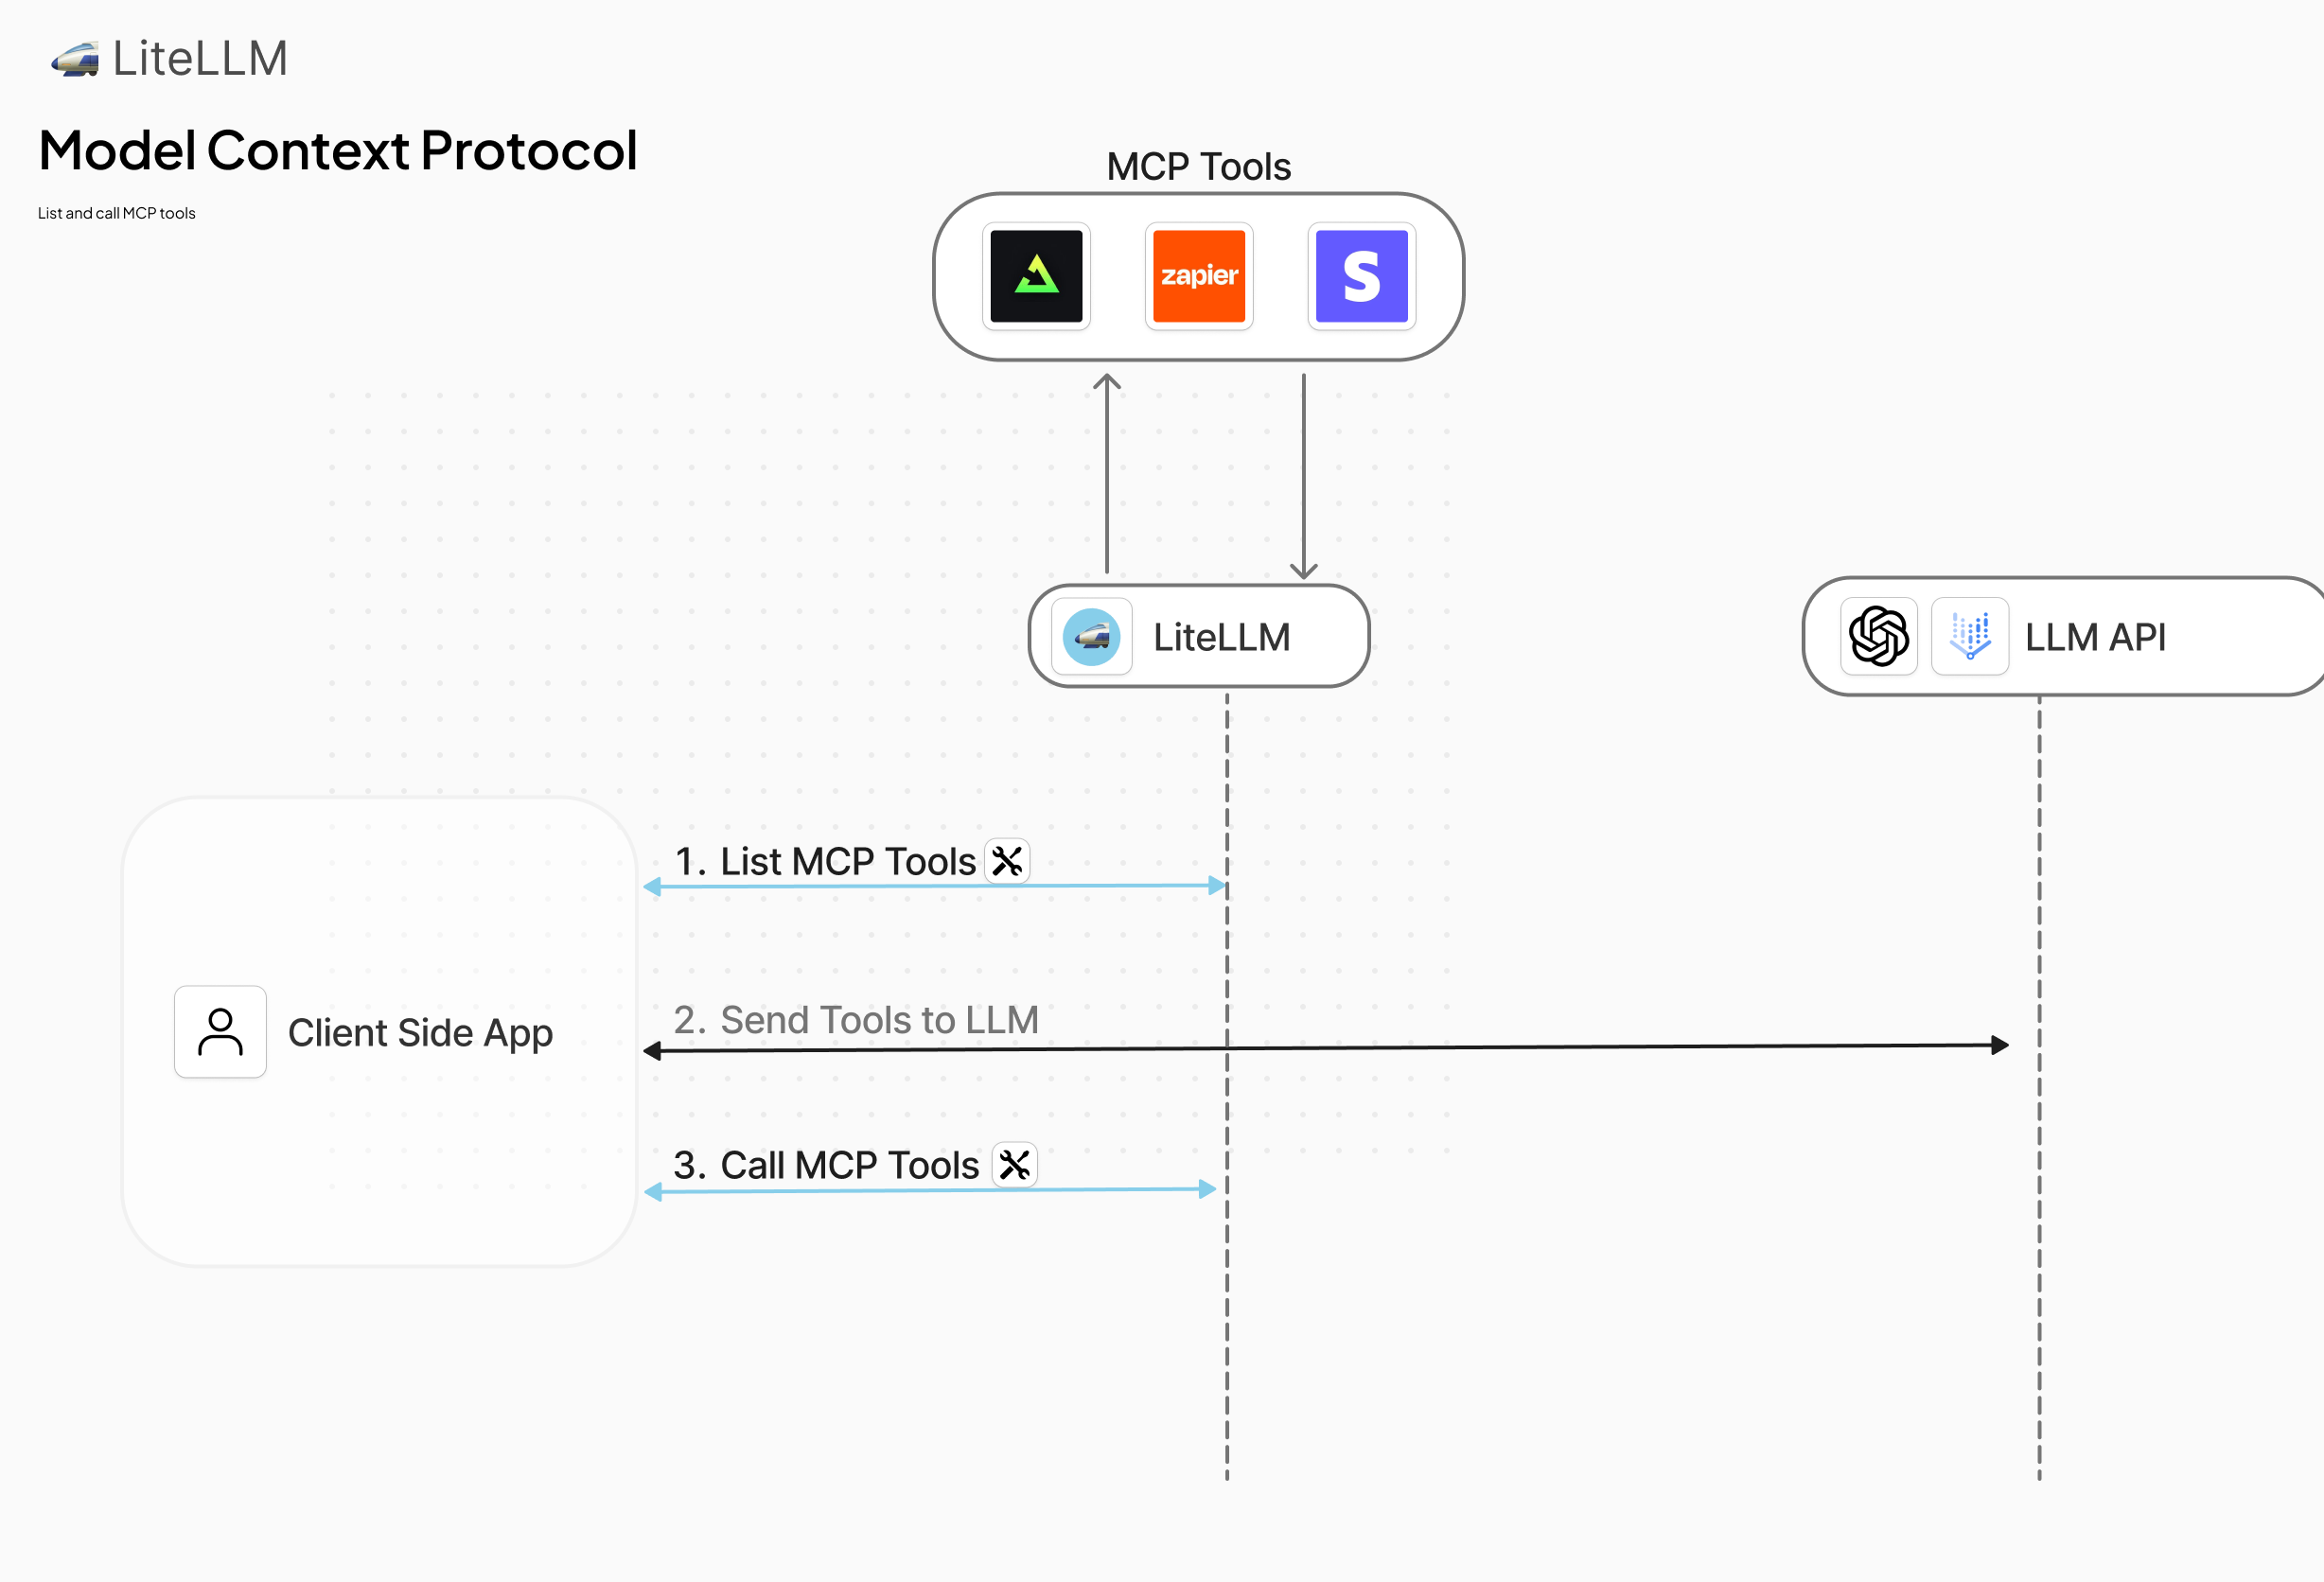 LiteLLM
Model Context Protocol
List and call MCP tools
MCP Tools
zapier
S
LiteLLM
LLM API
1. List MCP Tools
Client Side App
2. Send Tools to LLM
3. Call MCP Tools